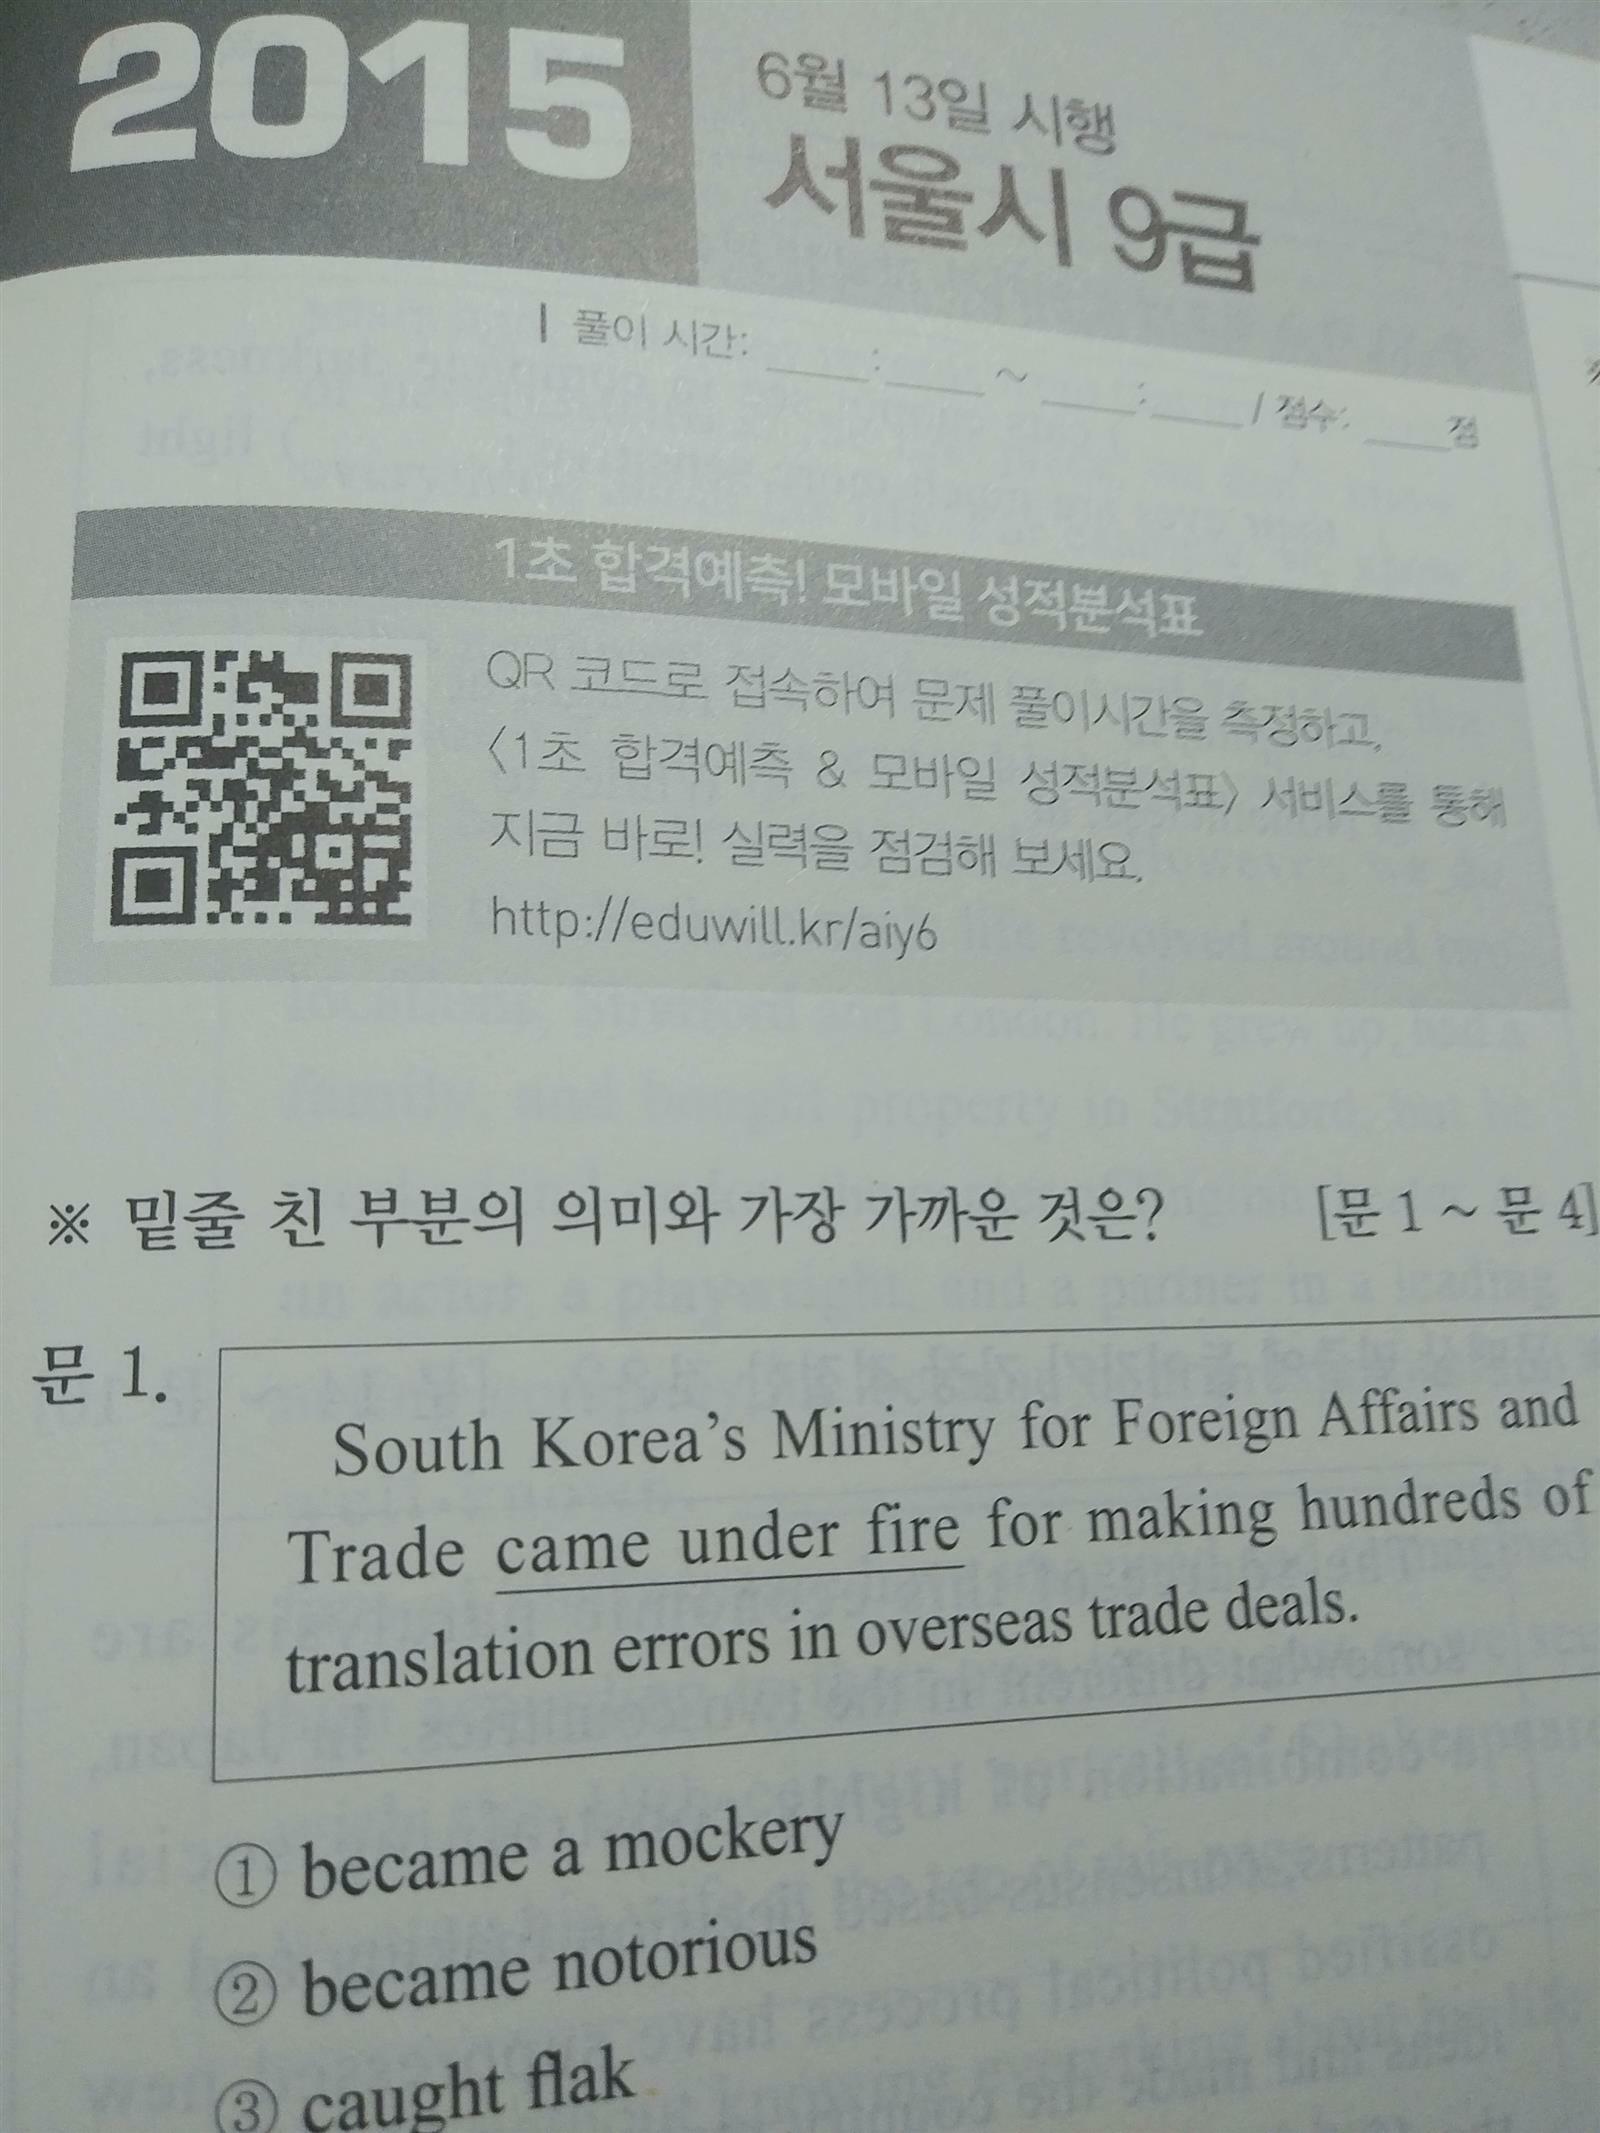 2015
6월 13일 시행
서울시 9급
| 풀이 시간: ____:____ ~ ____:____ / 점수: ____점
1초 합격예측! 모바일 성적분석표
QR 코드로 접속하여 문제 풀이시간을 측정하고,
〈1초 합격예측 & 모바일 성적분석표〉 서비스를 통해
지금 바로! 실력을 점검해 보세요.
http://eduwill.kr/aiy6
※ 밑줄 친 부분의 의미와 가장 가까운 것은? [문 1 ~ 문 4]
문 1.
South Korea's Ministry for Foreign Affairs and
Trade came under fire for making hundreds of
translation errors in overseas trade deals.
① became a mockery
② became notorious
③ caught flak